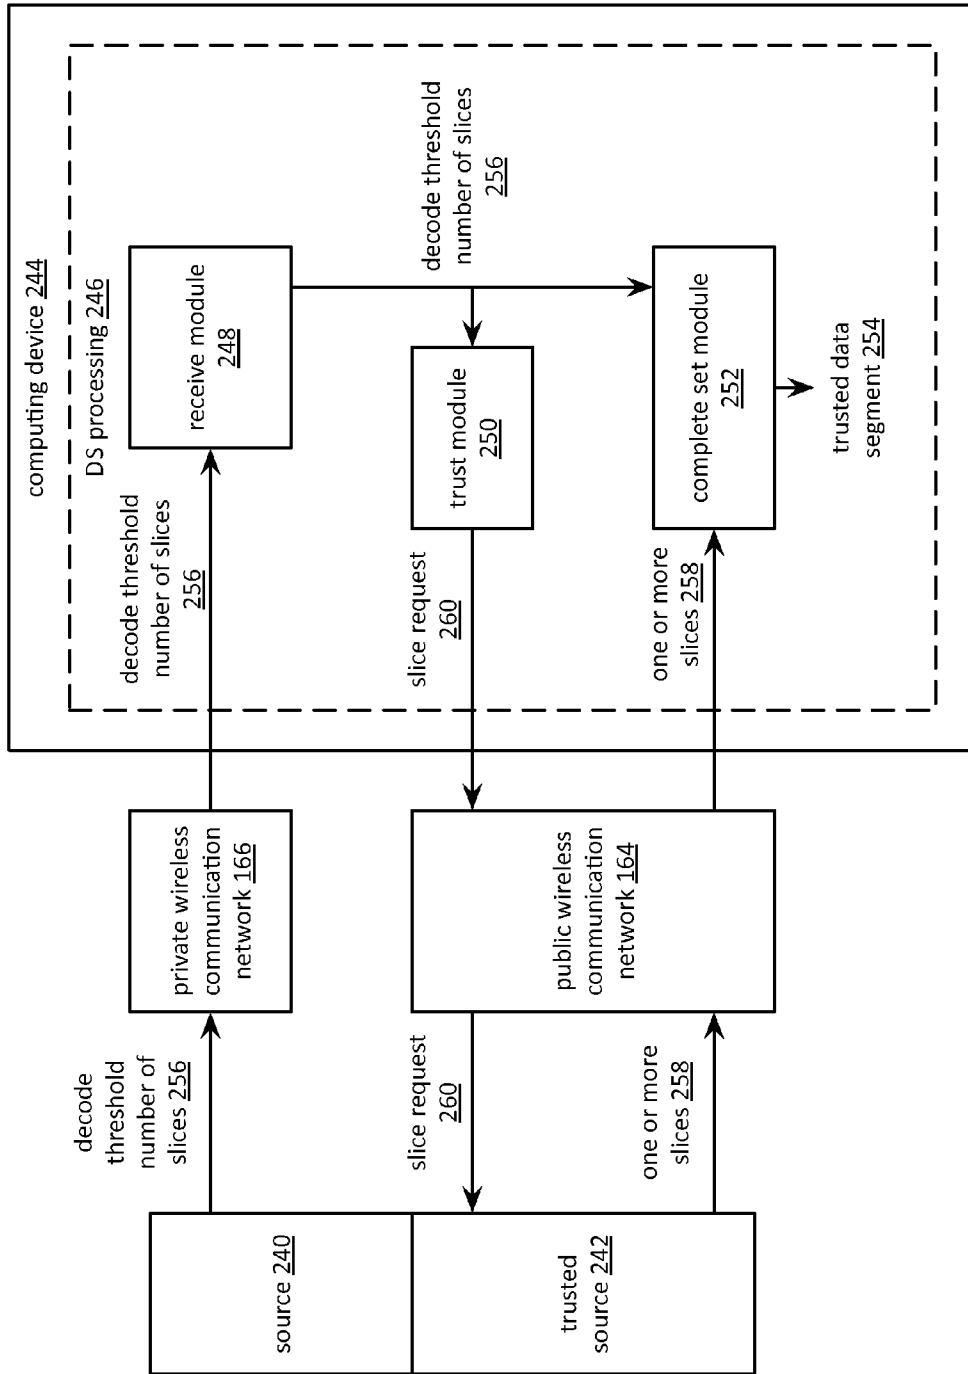 computing device 244
DS processing 246
source 240
decode
threshold
number of
slices 256
private wireless
communication
network 166
decode threshold
number of slices
256
receive module
248
decode threshold
number of slices
256
trusted
source 242
slice request
260
public wireless
communication
network 164
slice request
260
trust module
250
one or more
slices 258
one or more
slices 258
complete set module
252
trusted data
segment 254